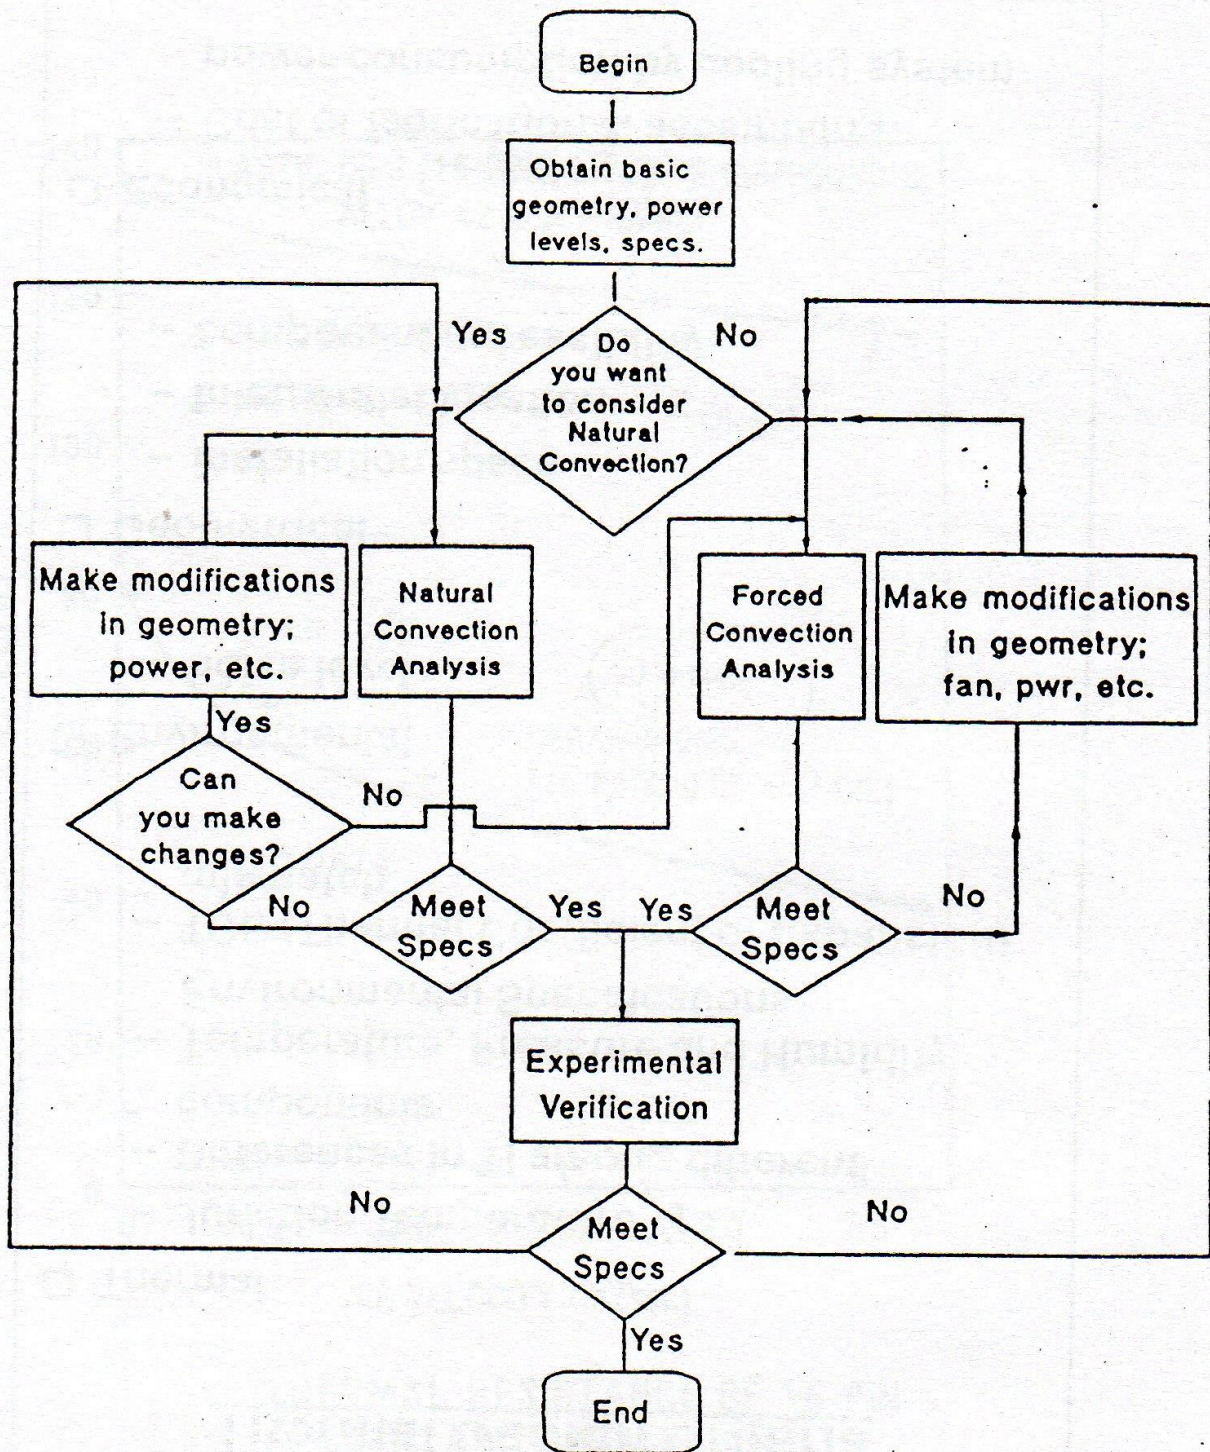 Begin
Obtain basic
geometry, power
levels, specs.
Yes
No
Do
you want
to consider
Natural
Convection?
Make modifications
in geometry;
power, etc.
Natural
Convection
Analysis
Forced
Convection
Analysis
Make modifications
in geometry;
fan, pwr, etc.
Yes
Can
you make
changes?
No
No
Meet
Specs
Yes
Yes
Meet
Specs
No
Experimental
Verification
No
Meet
Specs
No
Yes
End